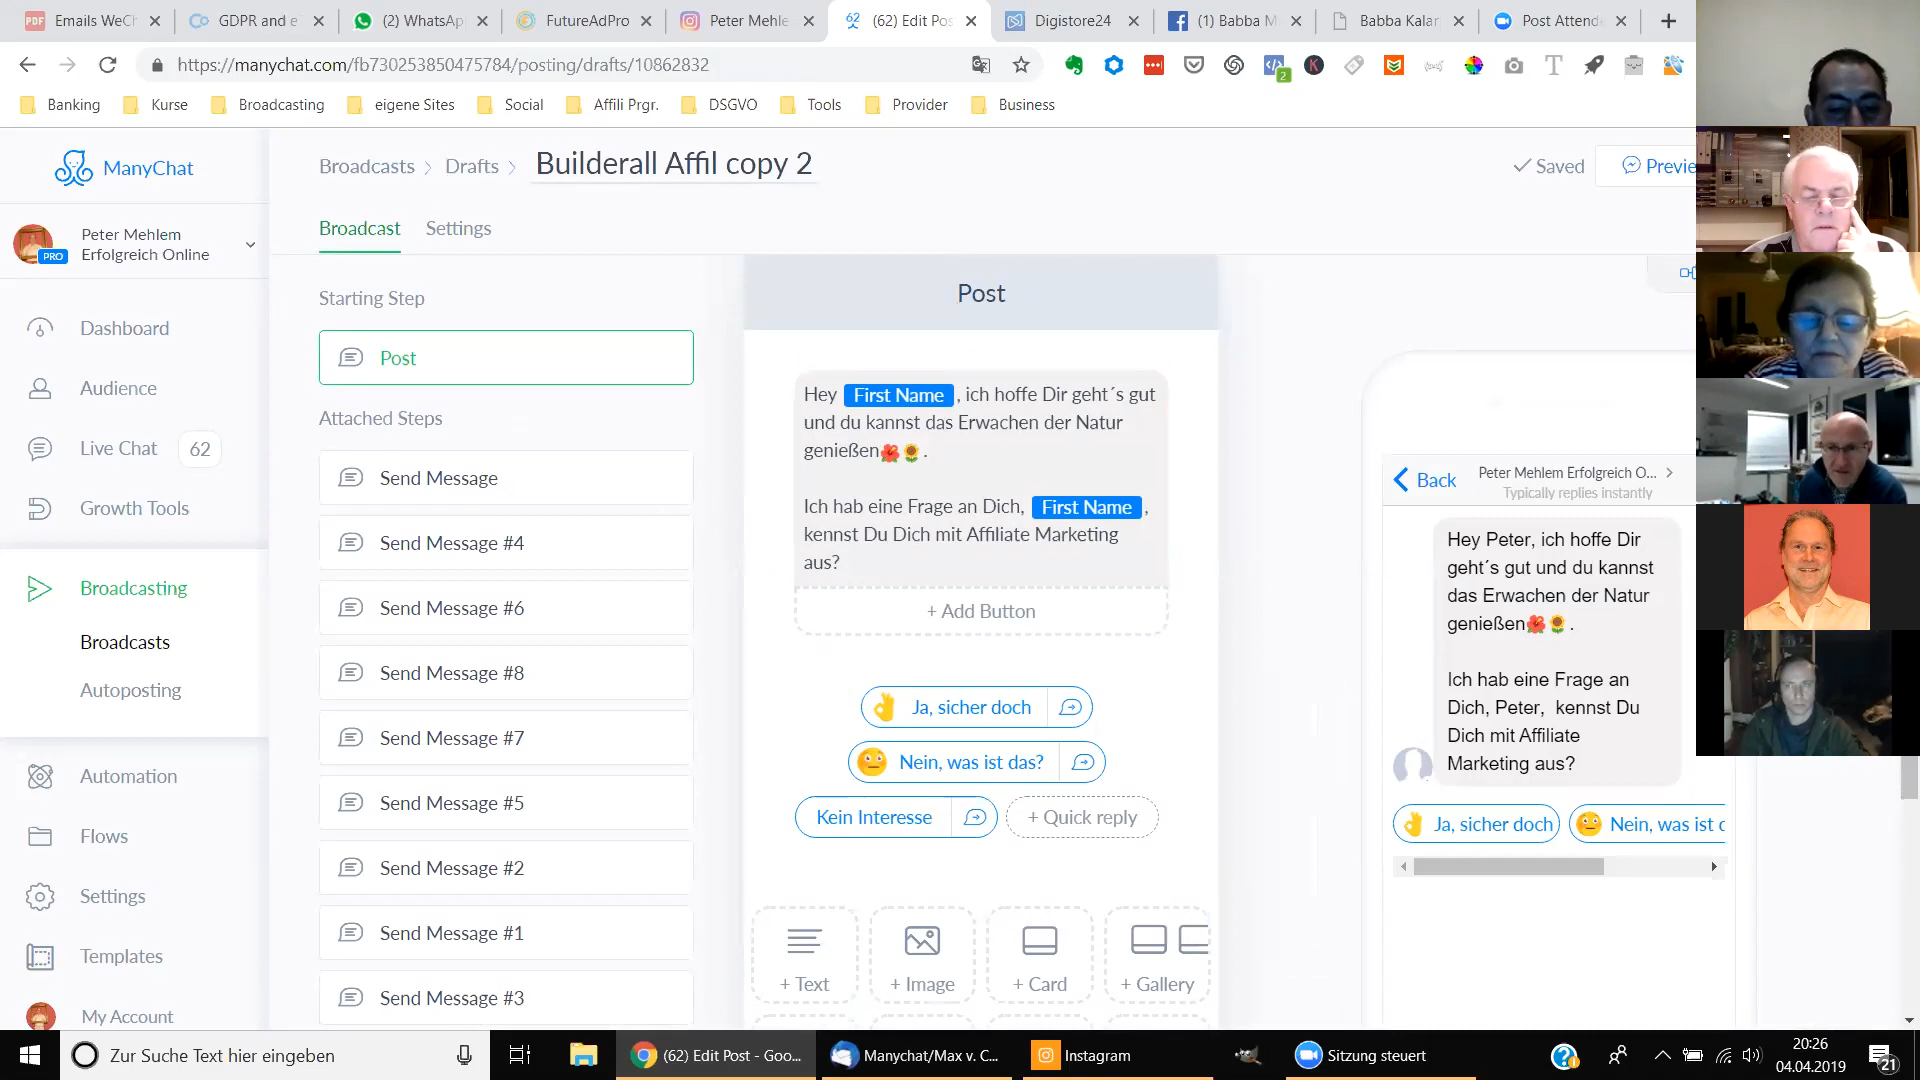 Emails WeCh
GDPR and e
(2) WhatsAp
FutureAdPro
Peter Mehle
(62) Edit Pos
Digistore24
(1) Babba M
Babba Kalar
Post Attende
https://manychat.com/fb730253850475784/posting/drafts/10862832
Banking
Kurse
Broadcasting
eigene Sites
Social
Affili Prgr.
DSGVO
Tools
Provider
Business
ManyChat
Broadcasts
Drafts
Builderall Affil copy 2
Saved
Previe
Peter Mehlem
Erfolgreich Online
PRO
Broadcast
Settings
Dashboard
Audience
Live Chat 62
Growth Tools
Broadcasting
Broadcasts
Autoposting
Automation
Flows
Settings
Templates
My Account
Starting Step
Post
Attached Steps
Send Message
Send Message #4
Send Message #6
Send Message #8
Send Message #7
Send Message #5
Send Message #2
Send Message #1
Send Message #3
Post
Hey First Name , ich hoffe Dir geht´s gut
und du kannst das Erwachen der Natur
genießen🌺🌻.
Ich hab eine Frage an Dich, First Name ,
kennst Du Dich mit Affiliate Marketing
aus?
+ Add Button
👌 Ja, sicher doch
😳 Nein, was ist das?
Kein Interesse
+ Quick reply
+ Text
+ Image
+ Card
+ Gallery
Back
Peter Mehlem Erfolgreich O...
Typically replies instantly
Hey Peter, ich hoffe Dir
geht´s gut und du kannst
das Erwachen der Natur
genießen🌺🌻.
Ich hab eine Frage an
Dich, Peter, kennst Du
Dich mit Affiliate
Marketing aus?
👌 Ja, sicher doch
😳 Nein, was ist d
Zur Suche Text hier eingeben
(62) Edit Post - Goo...
Manychat/Max v. C...
Instagram
Sitzung steuert
20:26
04.04.2019
21